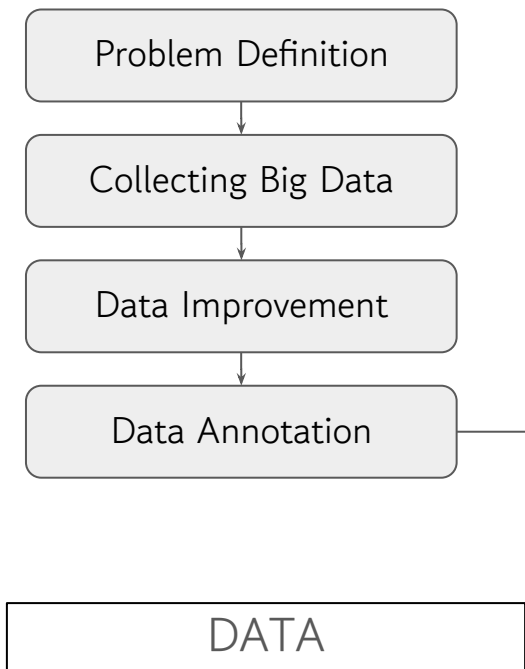 Problem Definition
Collecting Big Data
Data Improvement
Data Annotation
DATA